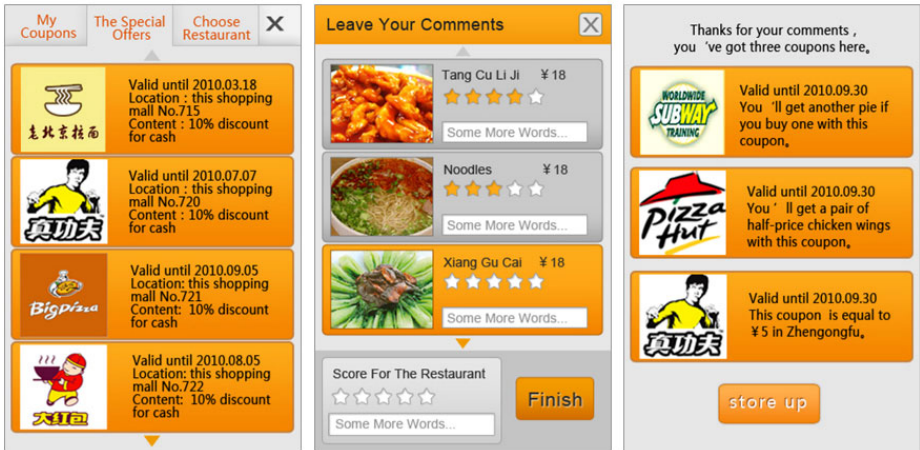 My
Coupons
The Special
Offers
Choose
Restaurant
X
老北京拉面
Valid until 2010.03.18
Location : this shopping
mall No.715
Content : 10% discount
for cash
真功夫
Valid until 2010.07.07
Location : this shopping
mall No.720
Content : 10% discount
for cash
Bigpizza
Valid until 2010.09.05
Location: this shopping
mall No.721
Content: 10% discount
for cash
大红包
Valid until 2010.08.05
Location: this shopping
mall No.722
Content: 10% discount
for cash
Leave Your Comments
X
Tang Cu Li Ji ¥ 18
Some More Words...
Noodles ¥ 18
Some More Words...
Xiang Gu Cai ¥ 18
Some More Words...
Score For The Restaurant
Some More Words...
Finish
Thanks for your comments ,
you ‘ve got three coupons here。
WORLDWIDE
SUBWAY
TRAINING
Valid until 2010.09.30
You ‘ll get another pie if
you buy one with this
coupon。
Pizza
Hut
Valid until 2010.09.30
You ’ ll get a pair of
half-price chicken wings
with this coupon。
真功夫
Valid until 2010.09.30
This coupon is equal to
¥ 5 in Zhengongfu。
store up